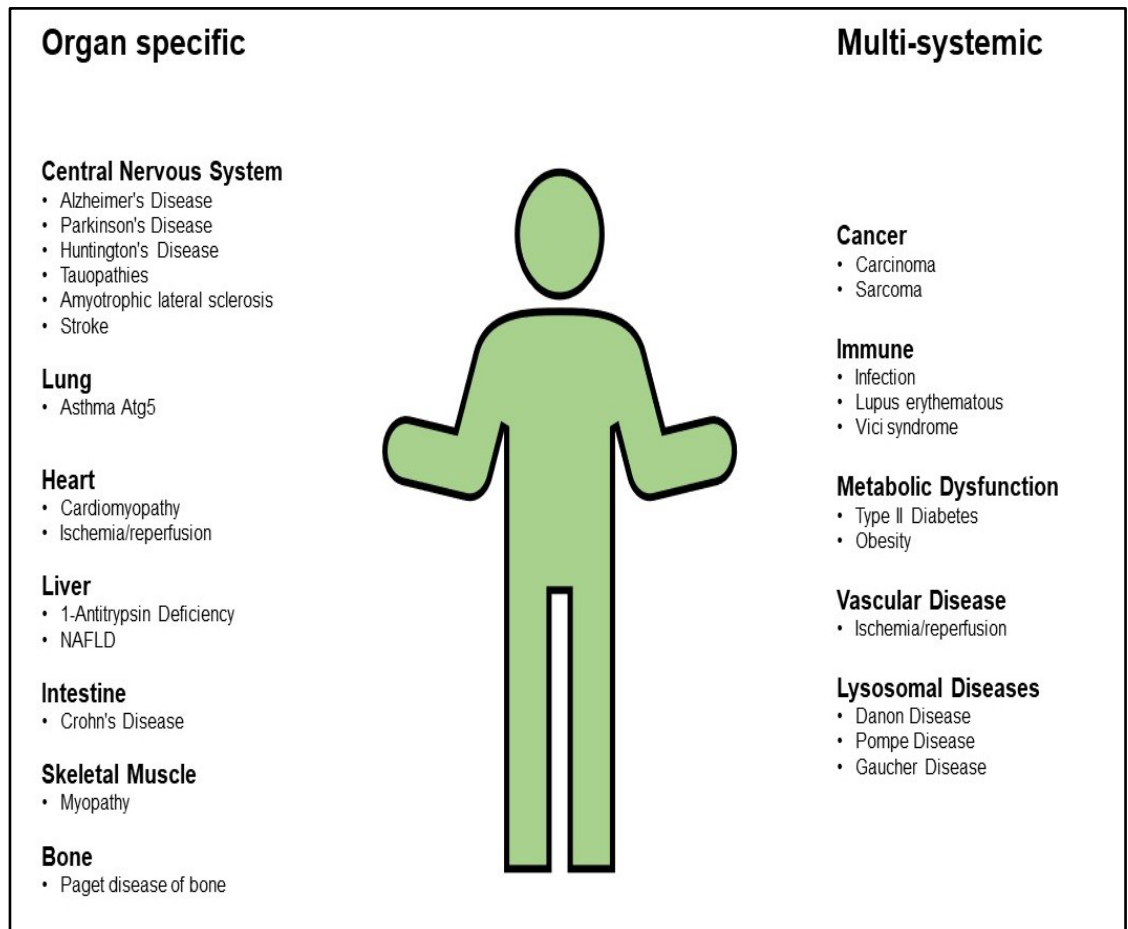 Organ specific
Central Nervous System
• Alzheimer's Disease
• Parkinson's Disease
• Huntington's Disease
• Tauopathies
• Amyotrophic lateral sclerosis
• Stroke
Lung
• Asthma Atg5
Heart
• Cardiomyopathy
• Ischemia/reperfusion
Liver
• 1-Antitrypsin Deficiency
• NAFLD
Intestine
• Crohn's Disease
Skeletal Muscle
• Myopathy
Bone
• Paget disease of bone
Multi-systemic
Cancer
• Carcinoma
• Sarcoma
Immune
• Infection
• Lupus erythematous
• Vici syndrome
Metabolic Dysfunction
• Type II Diabetes
• Obesity
Vascular Disease
• Ischemia/reperfusion
Lysosomal Diseases
• Danon Disease
• Pompe Disease
• Gaucher Disease